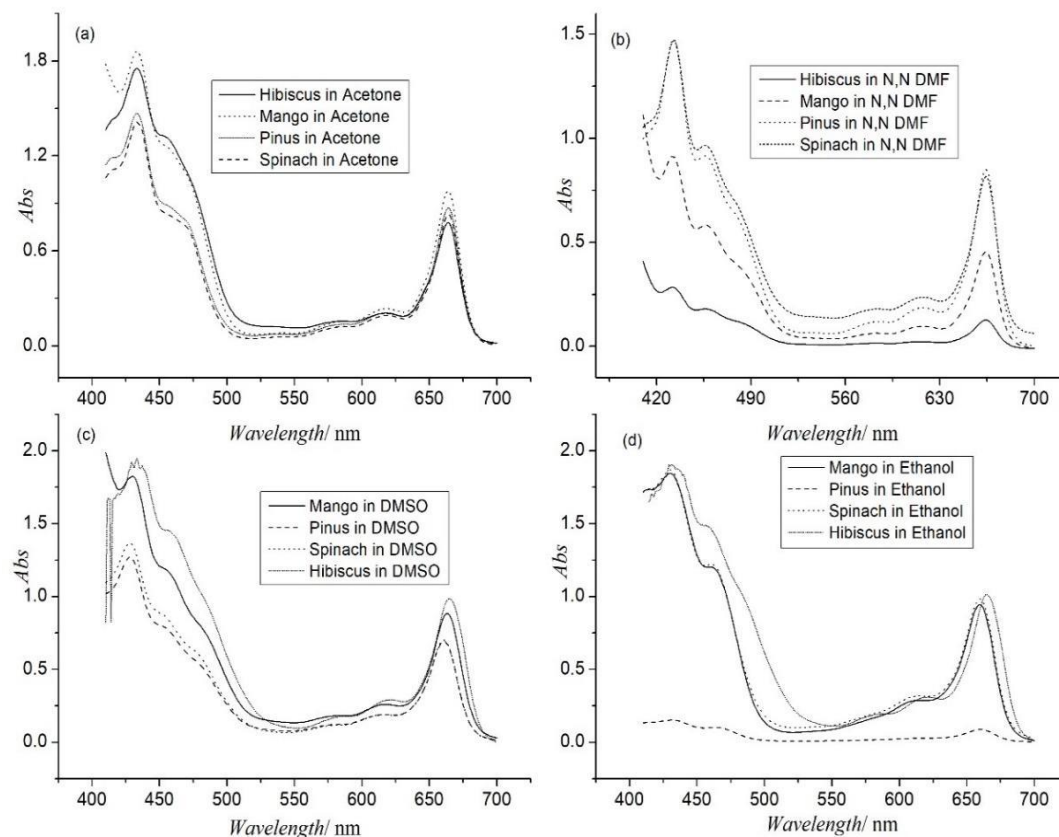 (a)
1.8
1.2
0.6
0.0
Abs
Hibiscus in Acetone
Mango in Acetone
Pinus in Acetone
Spinach in Acetone
400 450 500 550 600 650 700
Wavelength/ nm
(b)
1.5
1.0
0.5
0.0
Abs
Hibiscus in N,N DMF
Mango in N,N DMF
Pinus in N,N DMF
Spinach in N,N DMF
420 490 560 630 700
Wavelength/ nm
(c)
2.0
1.5
1.0
0.5
0.0
Abs
Mango in DMSO
Pinus in DMSO
Spinach in DMSO
Hibiscus in DMSO
400 450 500 550 600 650 700
Wavelength/ nm
(d)
2.0
1.5
1.0
0.5
0.0
Abs
Mango in Ethanol
Pinus in Ethanol
Spinach in Ethanol
Hibiscus in Ethanol
400 450 500 550 600 650 700
Wavelength/ nm